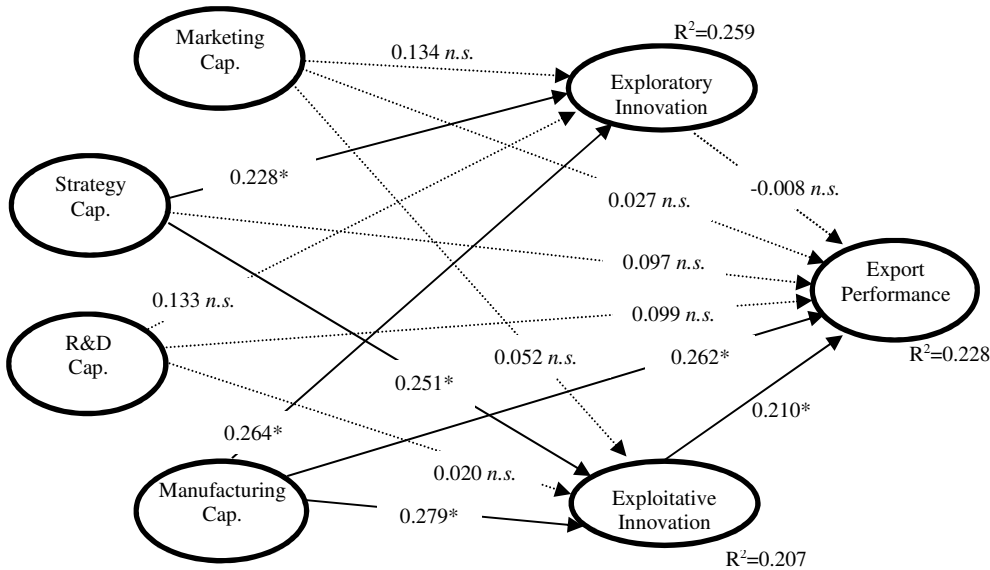 R²=0.259
Marketing
Cap.
0.134 n.s.
Exploratory
Innovation
Strategy
Cap.
0.228*
-0.008 n.s.
0.027 n.s.
0.097 n.s.
Export
Performance
0.133 n.s.
0.099 n.s.
R&D
Cap.
0.052 n.s.
0.262*
R²=0.228
0.251*
0.210*
0.264*
0.020 n.s.
Manufacturing
Cap.
0.279*
Exploitative
Innovation
R²=0.207